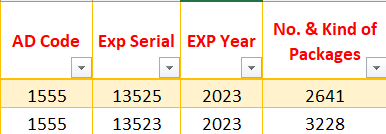 AD Code Exp Serial EXP Year No. & Kind of Packages
1555 13525 2023 2641
1555 13523 2023 3228